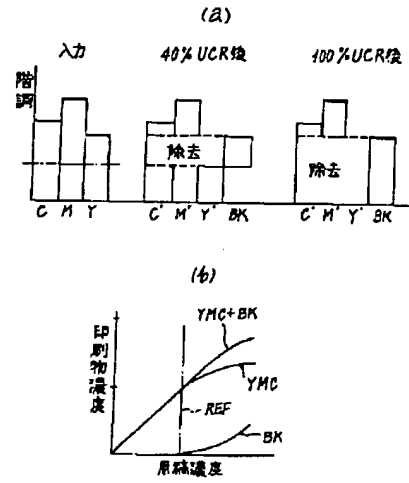 (a)
入力 40%UCR後 100%UCR後
階調
除去
除去
C M Y C' M' Y' BK C' M' Y' BK
(b)
YMC+BK
印刷物濃度
YMC
REF
BK
原稿濃度